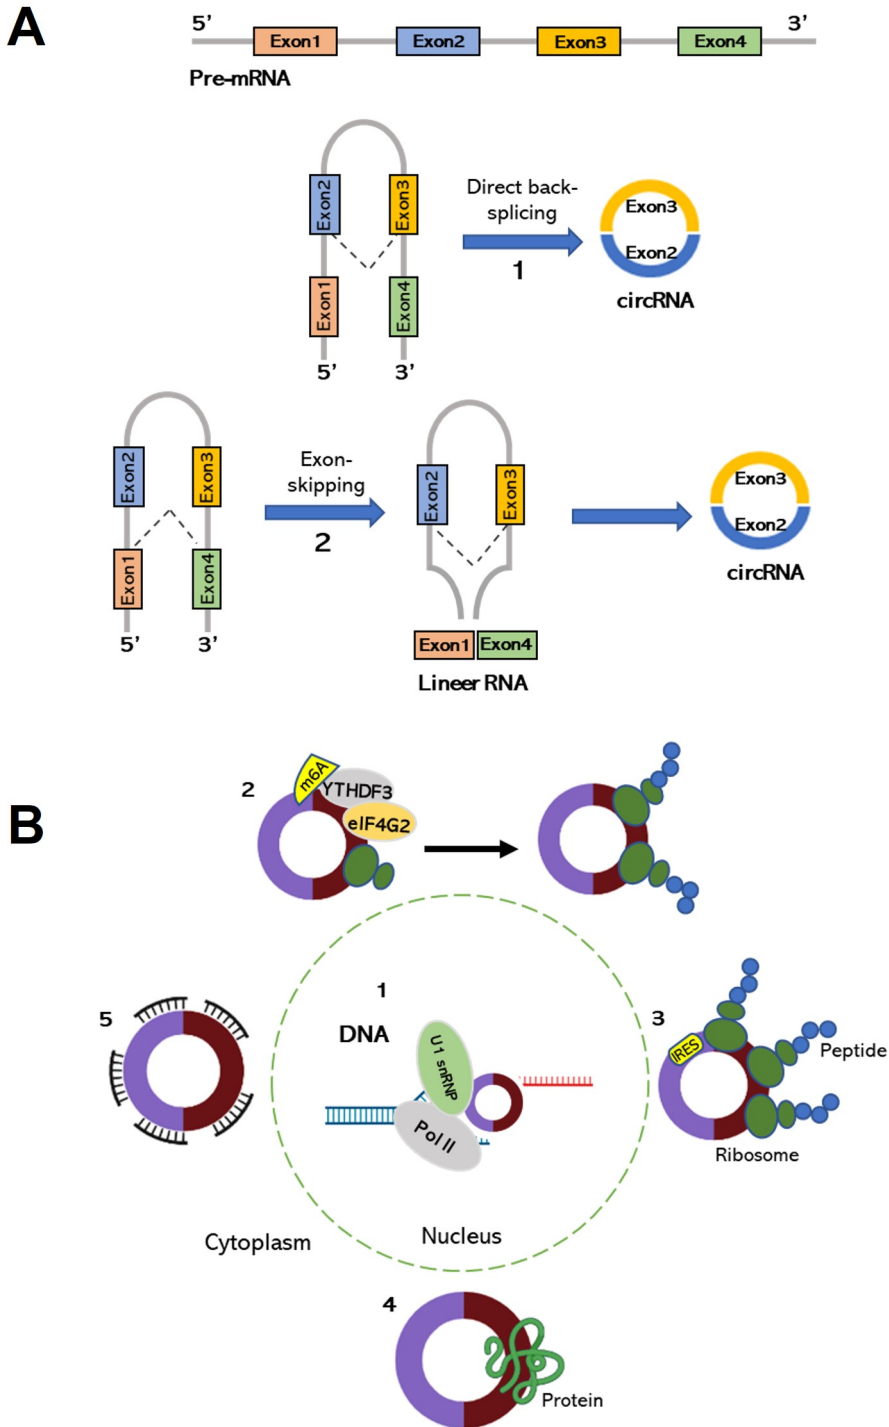 A
5’ 3’
Exon1 Exon2 Exon3 Exon4
Pre-mRNA
Exon2 Exon3
Exon1 Exon4
5’ 3’
Direct back-
splicing
1
Exon3
Exon2
circRNA
Exon2 Exon3
Exon1 Exon4
5’ 3’
Exon-
skipping
2
Exon2 Exon3
Exon1 Exon4
Lineer RNA
Exon3
Exon2
circRNA
B
2
m6A
YTHDF3
eIF4G2
1
DNA
U1 snRNP
Pol II
Nucleus
Cytoplasm
5
3
IRES
Peptide
Ribosome
4
Protein